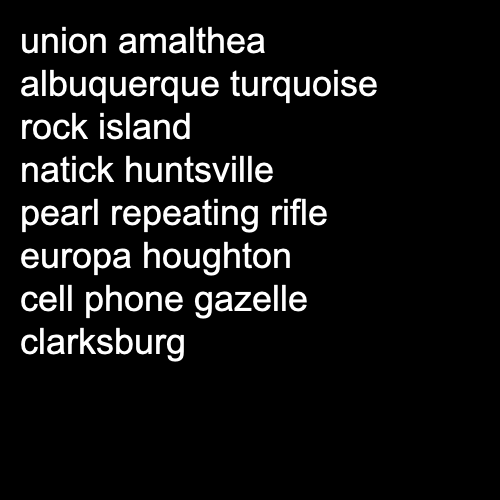 union amalthea
albuquerque turquoise
rock island
natick huntsville
pearl repeating rifle
europa houghton
cell phone gazelle
clarksburg